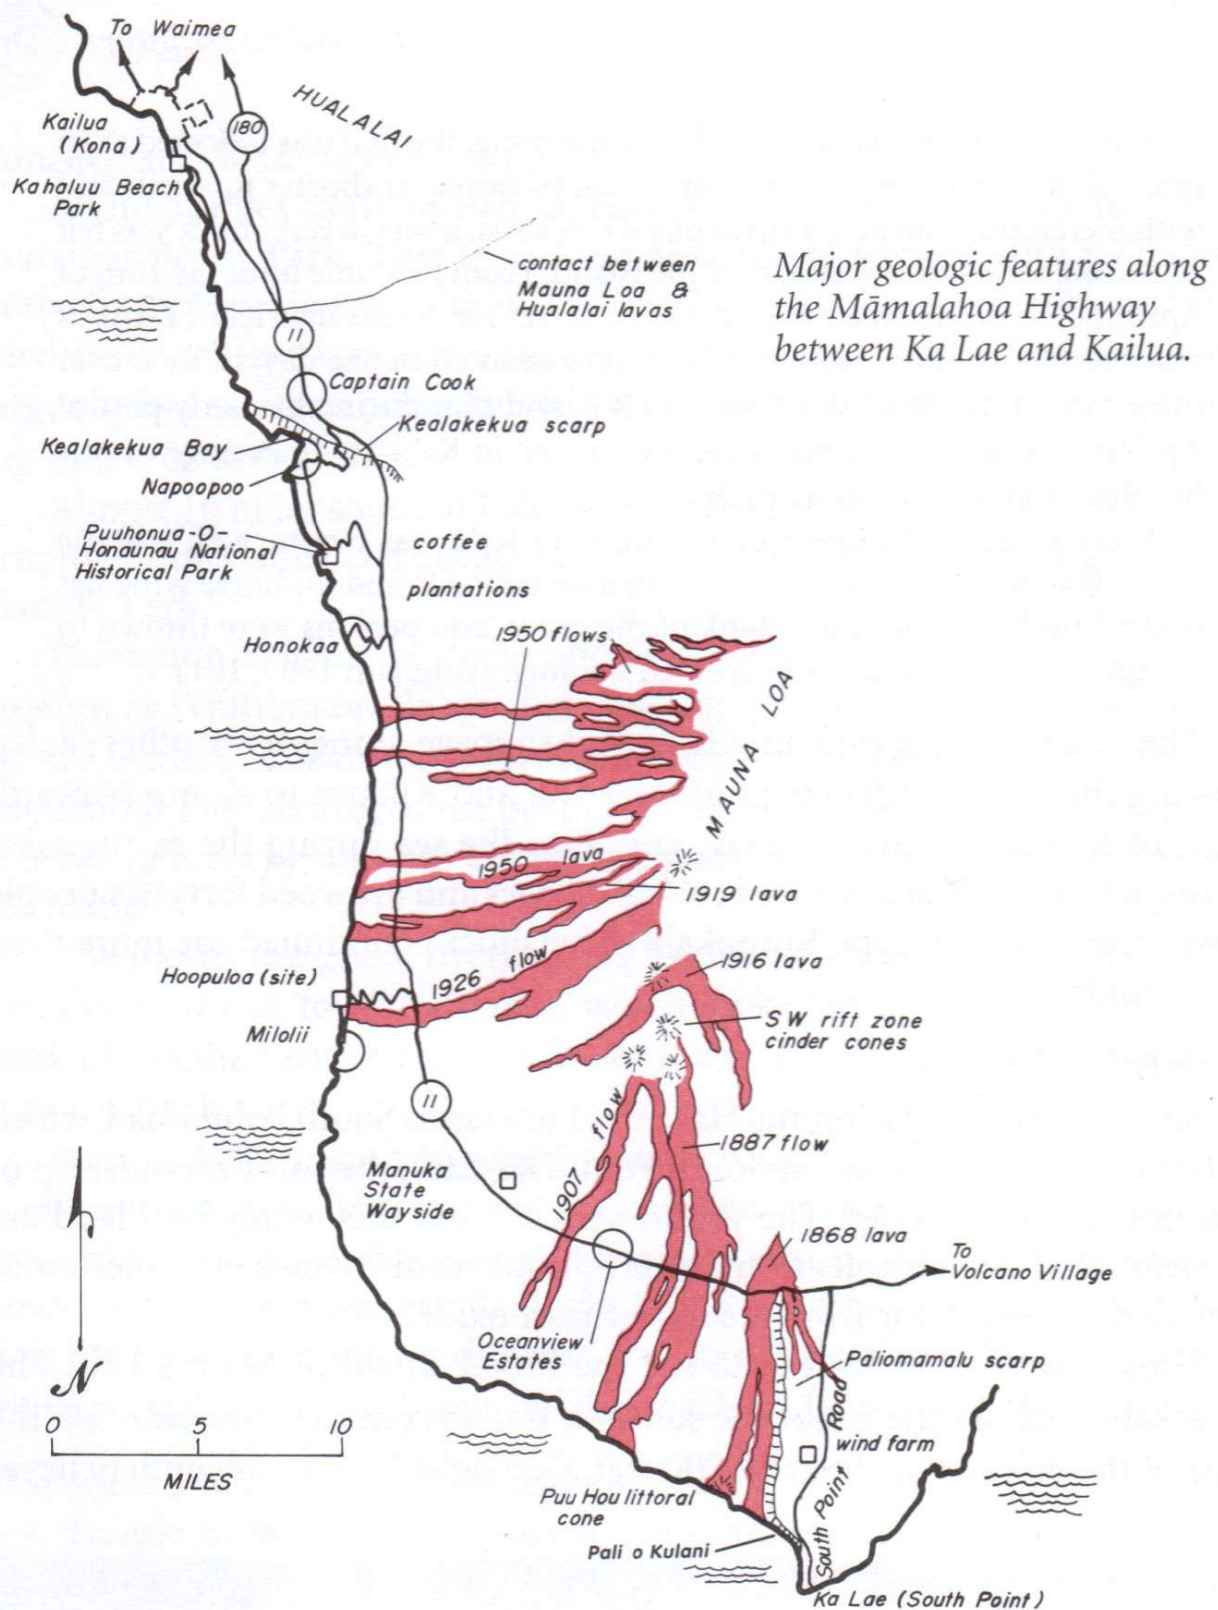 To Waimea
HUALALAI
180
Kailua
(Kona)
Kahaluu Beach
Park
contact between
Mauna Loa &
Hualalai lavas
Major geologic features along
the Māmalahoa Highway
between Ka Lae and Kailua.
11
Captain Cook
Kealakekua scarp
Kealakekua Bay
Napoopoo
Puuhonua-O-
Honaunau National
Historical Park
coffee
plantations
Honokaa
1950 flows
MAUNA LOA
1950 lava
1919 lava
1926 flow
1916 lava
Hoopuloa (site)
SW rift zone
cinder cones
Milolii
11
1907 flow
1887 flow
Manuka
State
Wayside
1868 lava
To
Volcano Village
Oceanview
Estates
Paliomamalu scarp
N
South Point Road
wind farm
0 5 10
MILES
Puu Hou littoral
cone
Pali o Kulani
Ka Lae (South Point)